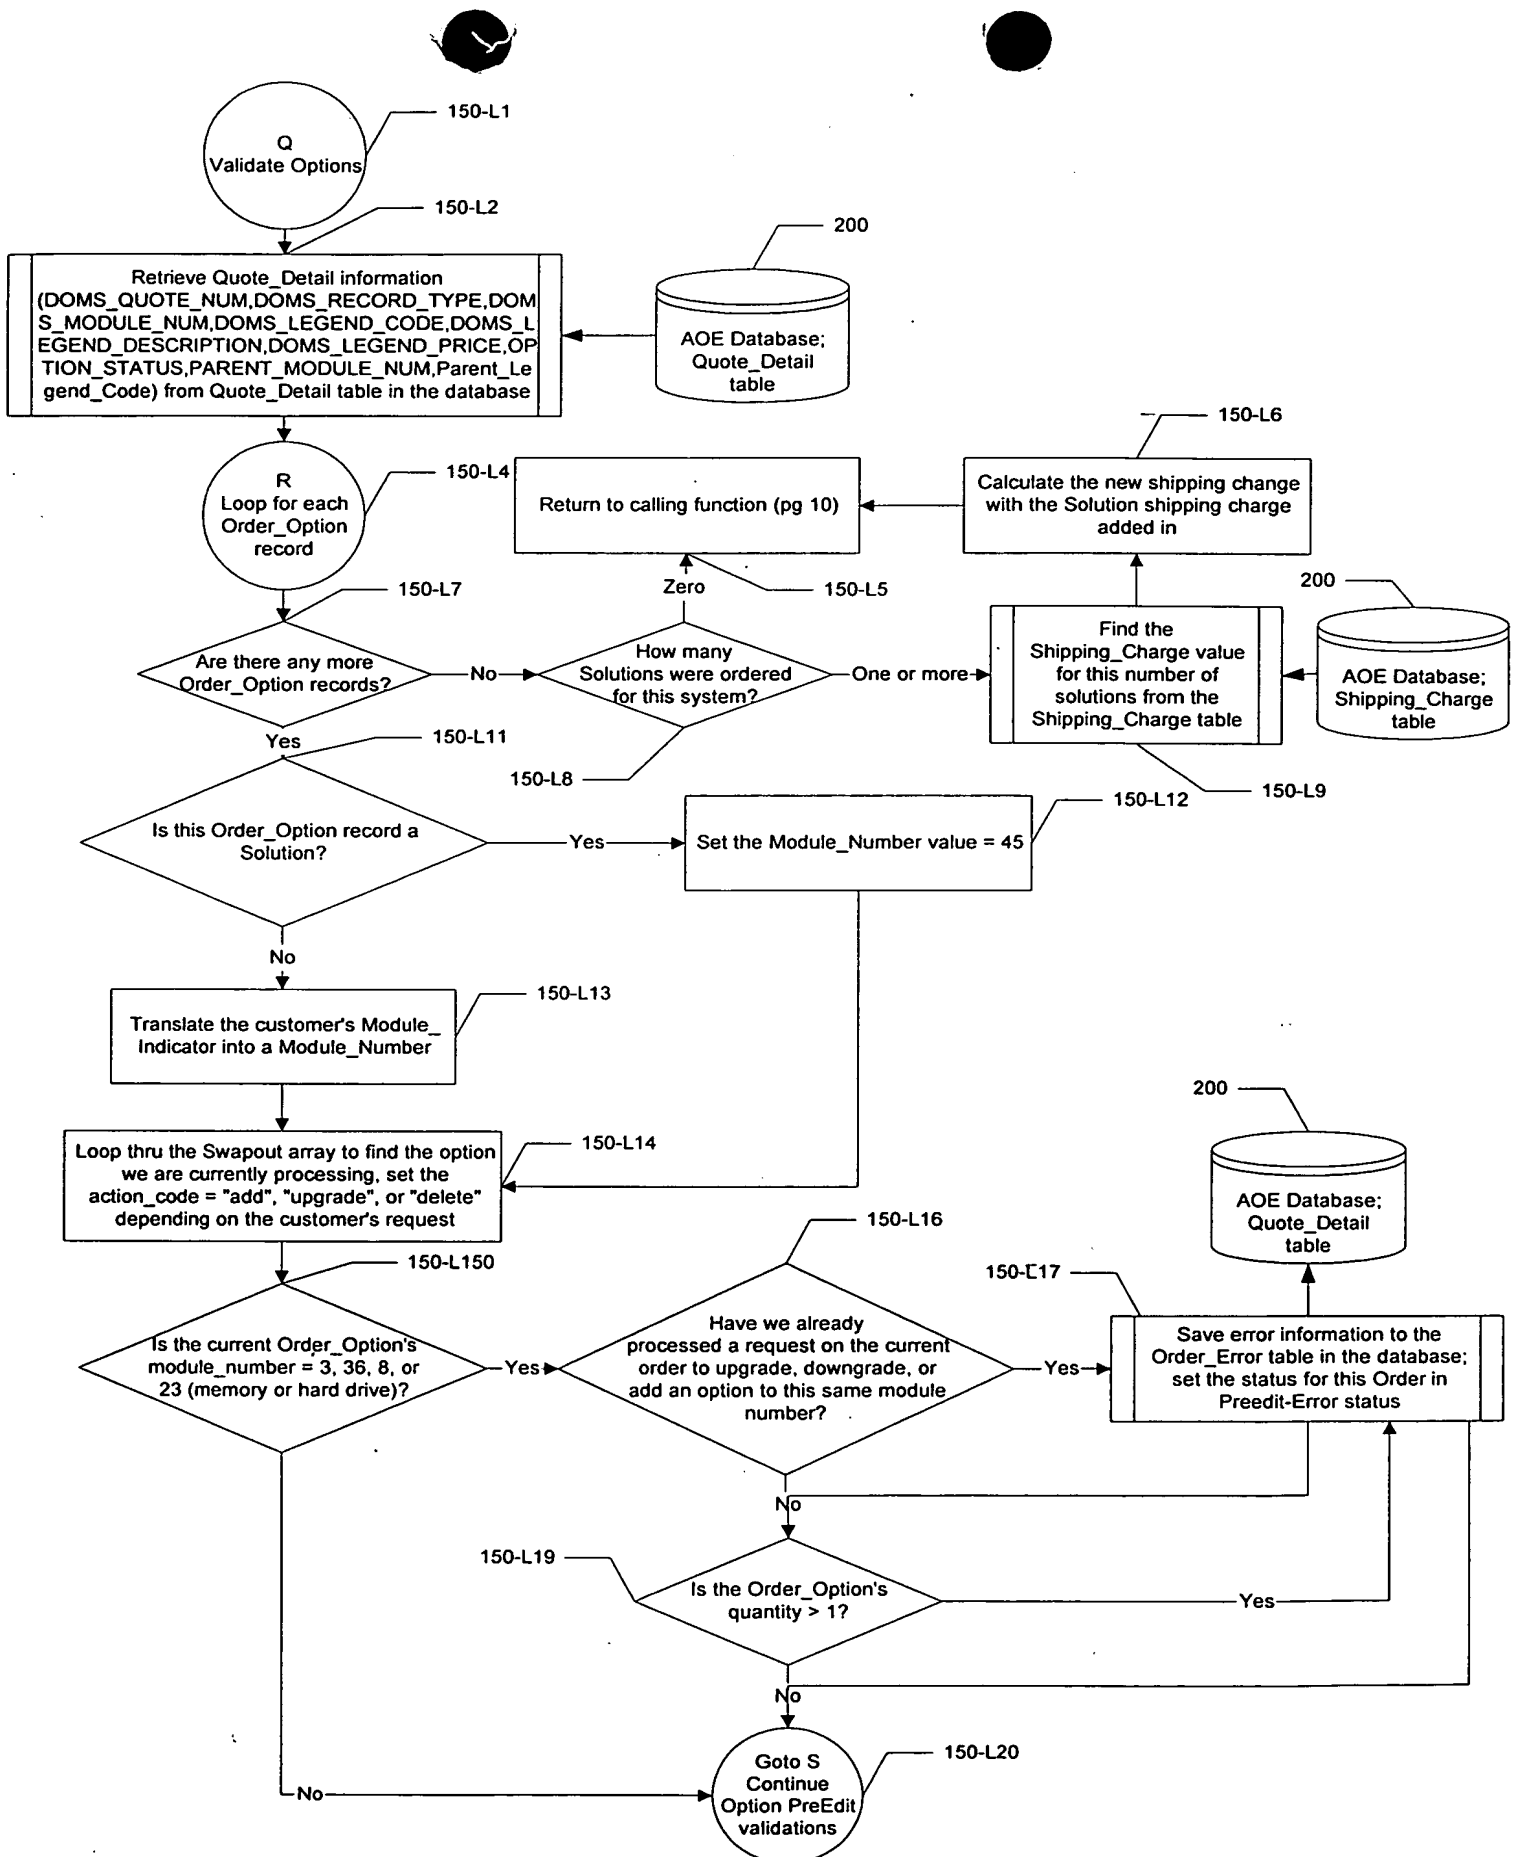 150-L1
Q
Validate Options
150-L2
200
Retrieve Quote_Detail information
(DOMS_QUOTE_NUM,DOMS_RECORD_TYPE,DOM
S_MODULE_NUM,DOMS_LEGEND_CODE,DOMS_L
EGEND_DESCRIPTION,DOMS_LEGEND_PRICE,OP
TION_STATUS,PARENT_MODULE_NUM,Parent_Le
gend_Code) from Quote_Detail table in the database
AOE Database;
Quote_Detail
table
150-L4
R
Loop for each
Order_Option
record
Return to calling function (pg 10)
150-L6
Calculate the new shipping change
with the Solution shipping charge
added in
150-L7
Zero
150-L5
200
Are there any more
Order_Option records?
No
How many
Solutions were ordered
for this system?
One or more
Find the
Shipping_Charge value
for this number of
solutions from the
Shipping_Charge table
AOE Database;
Shipping_Charge
table
Yes
150-L11
150-L8
150-L9
150-L12
Is this Order_Option record a
Solution?
Yes
Set the Module_Number value = 45
No
150-L13
Translate the customer's Module_
Indicator into a Module_Number
150-L14
Loop thru the Swapout array to find the option
we are currently processing, set the
action_code = "add", "upgrade", or "delete"
depending on the customer's request
200
AOE Database;
Quote_Detail
table
150-L150
150-L16
150-L17
Is the current Order_Option's
module_number = 3, 36, 8, or
23 (memory or hard drive)?
Yes
Have we already
processed a request on the current
order to upgrade, downgrade, or
add an option to this same module
number?
Yes
Save error information to the
Order_Error table in the database;
set the status for this Order in
Preedit-Error status
No
150-L19
Is the Order_Option's
quantity > 1?
Yes
No
150-L20
Goto S
Continue
Option PreEdit
validations
No